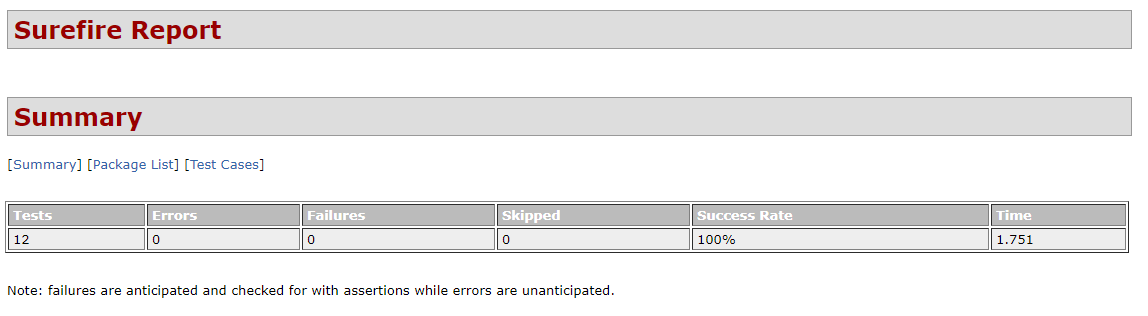 Surefire Report
Summary
[Summary] [Package List] [Test Cases]
Tests Errors Failures Skipped Success Rate Time
12 0 0 0 100% 1.751
Note: failures are anticipated and checked for with assertions while errors are unanticipated.